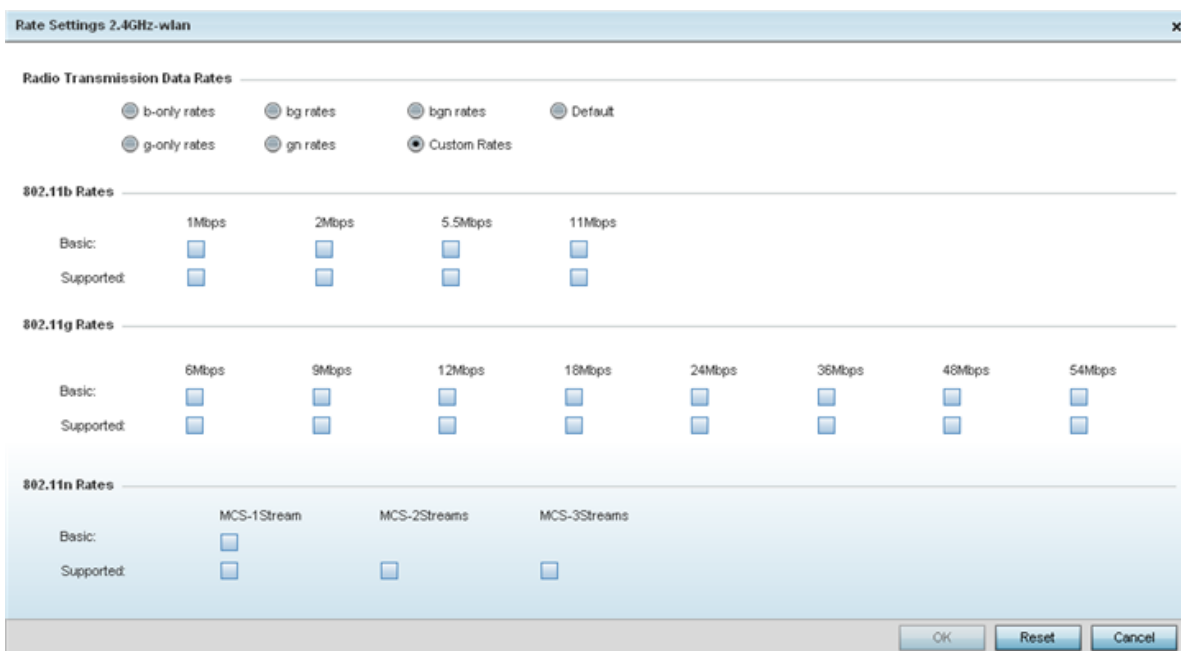 Rate Settings 2.4GHz-wlan x
Radio Transmission Data Rates
b-only rates bg rates bgn rates Default
g-only rates gn rates Custom Rates
802.11b Rates
1Mbps 2Mbps 5.5Mbps 11Mbps
Basic:
Supported:
802.11g Rates
6Mbps 9Mbps 12Mbps 18Mbps 24Mbps 36Mbps 48Mbps 54Mbps
Basic:
Supported:
802.11n Rates
MCS-1Stream MCS-2Streams MCS-3Streams
Basic:
Supported:
OK Reset Cancel